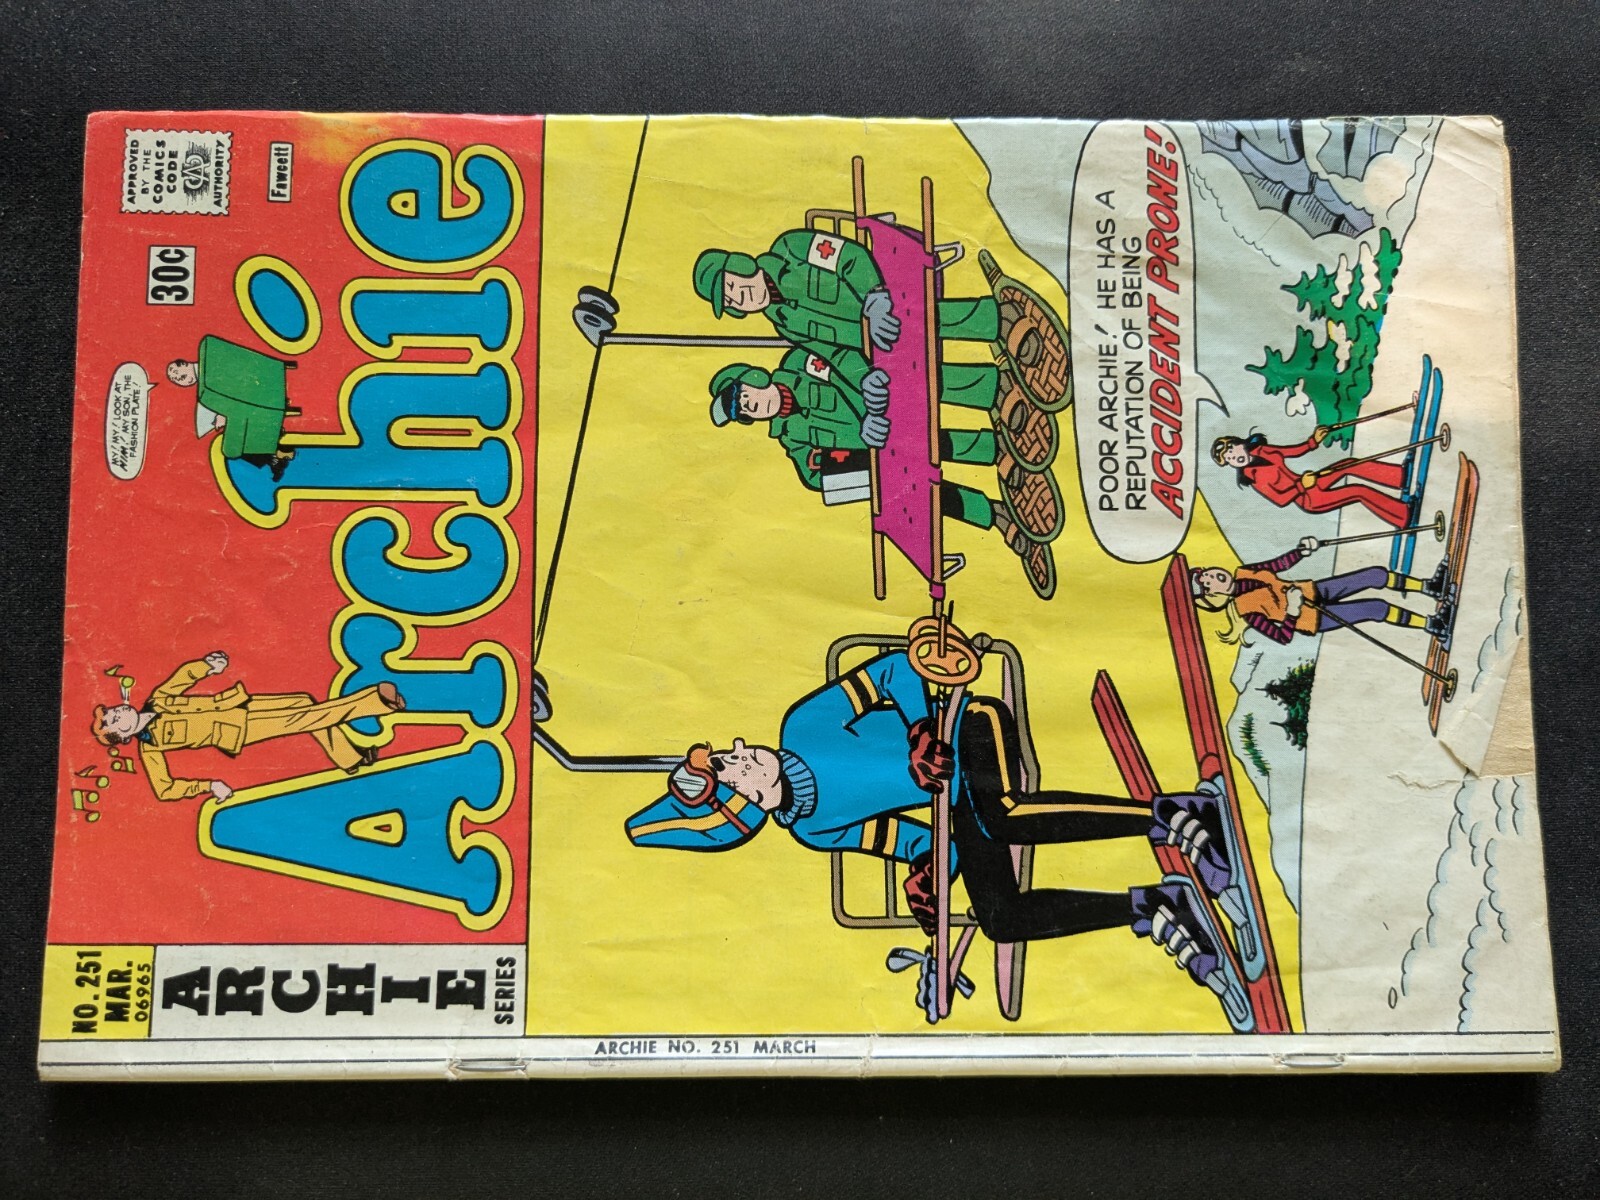 NO. 251
MAR.
06965
ARCHIE
SERIES
MY! MY! LOOK AT
HIM! MY SON, THE
FASHION PLATE!
30¢
APPROVED
BY THE
COMICS
CODE
CA
AUTHORITY
Fawcett
Archie
POOR ARCHIE! HE HAS A
REPUTATION OF BEING
ACCIDENT PRONE!
ARCHIE NO. 251 MARCH